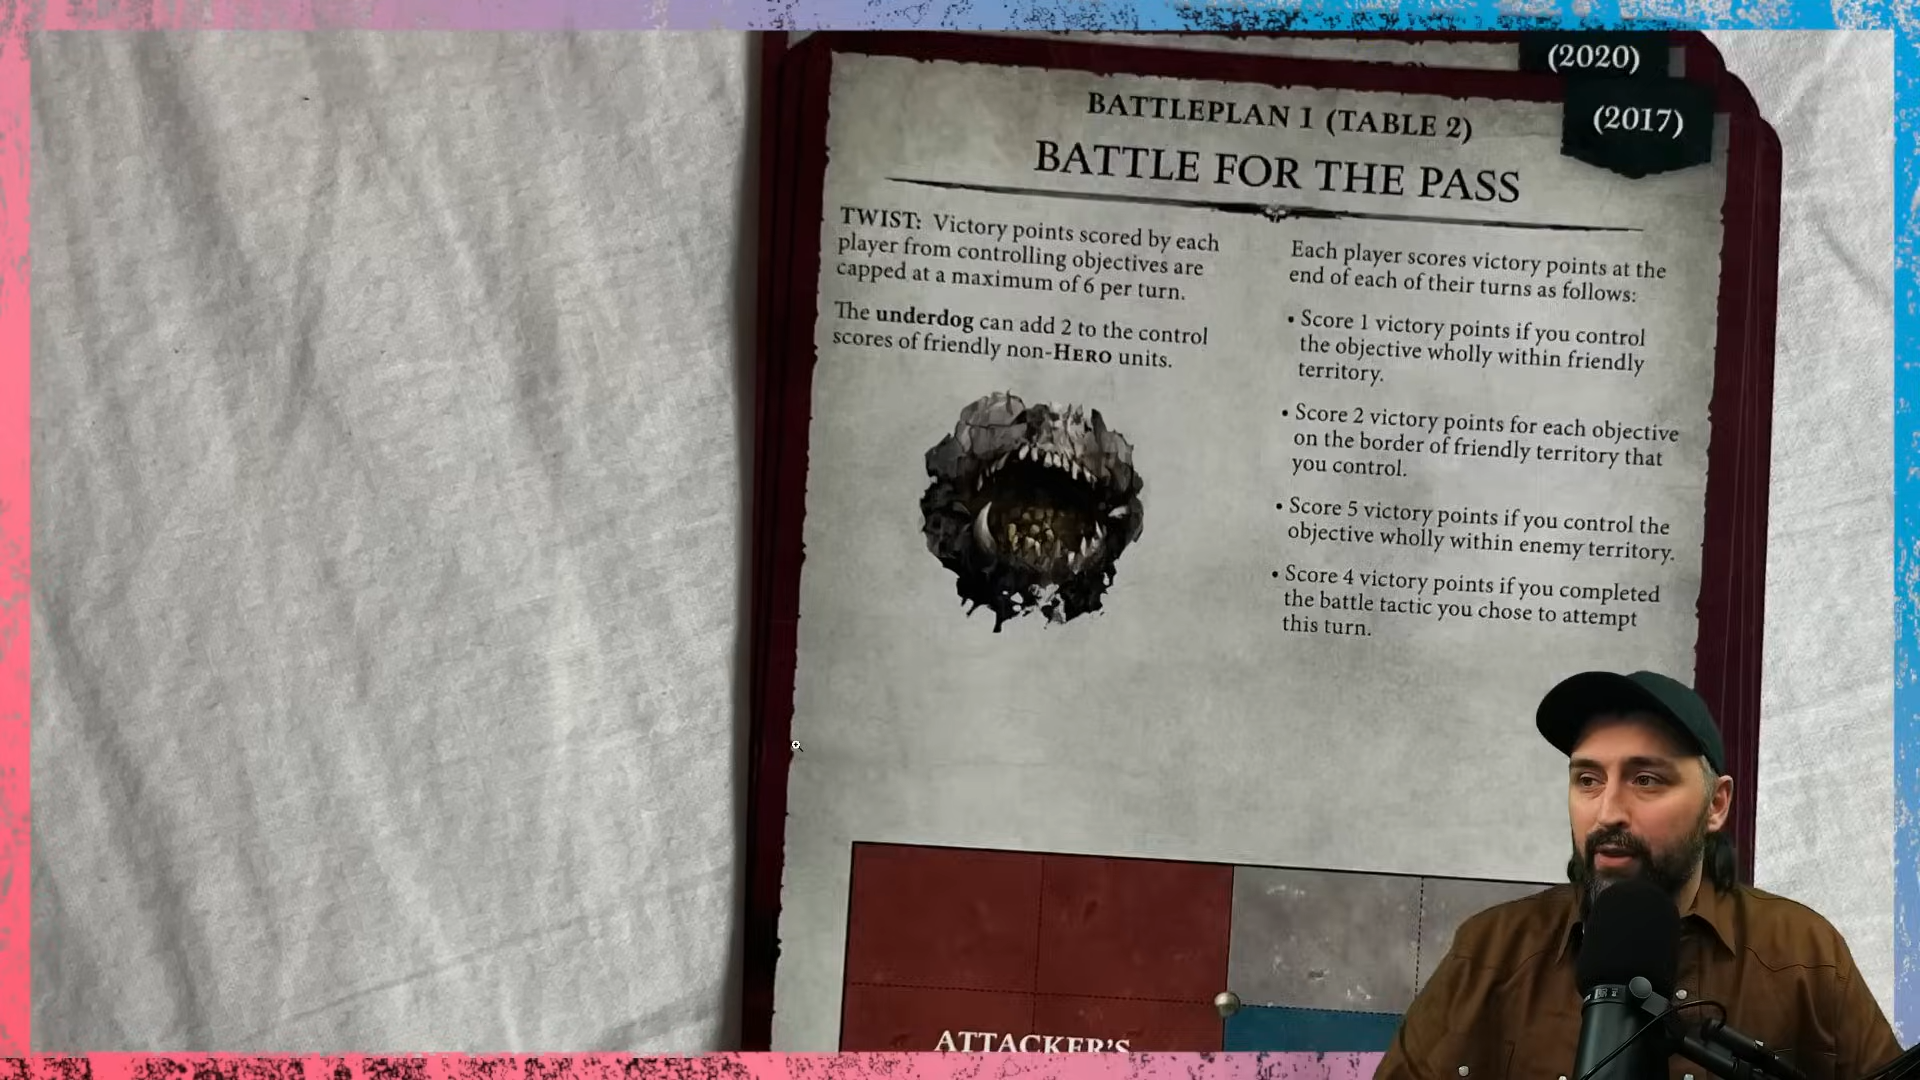 (2020)
(2017)
BATTLEPLAN 1 (TABLE 2)
BATTLE FOR THE PASS
TWIST: Victory points scored by each
player from controlling objectives are
capped at a maximum of 6 per turn.
The underdog can add 2 to the control
scores of friendly non-HERO units.
Each player scores victory points at the
end of each of their turns as follows:
• Score 1 victory points if you control
the objective wholly within friendly
territory.
• Score 2 victory points for each objective
on the border of friendly territory that
you control.
• Score 5 victory points if you control the
objective wholly within enemy territory.
• Score 4 victory points if you completed
the battle tactic you chose to attempt
this turn.
ATTACKER'S